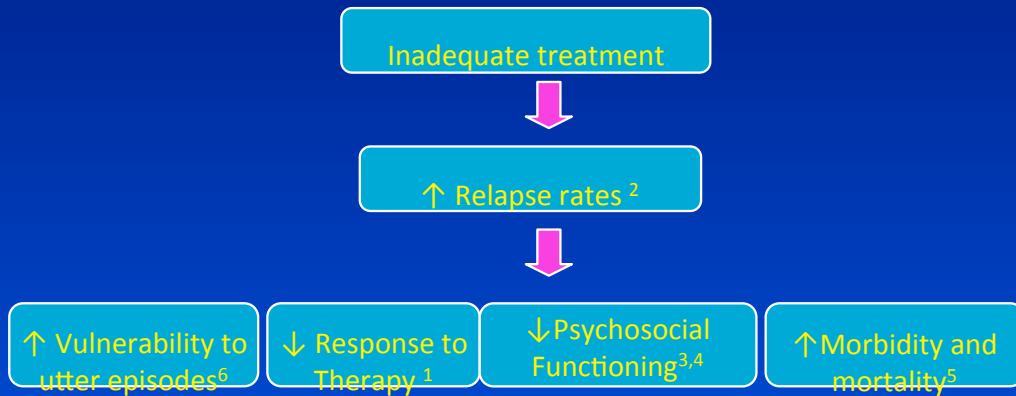 Inadequate treatment
↑ Relapse rates ²
↑ Vulnerability to
utter episodes⁶
↓ Response to
Therapy ¹
↓Psychosocial
Functioning³,⁴
↑Morbidity and
mortality⁵